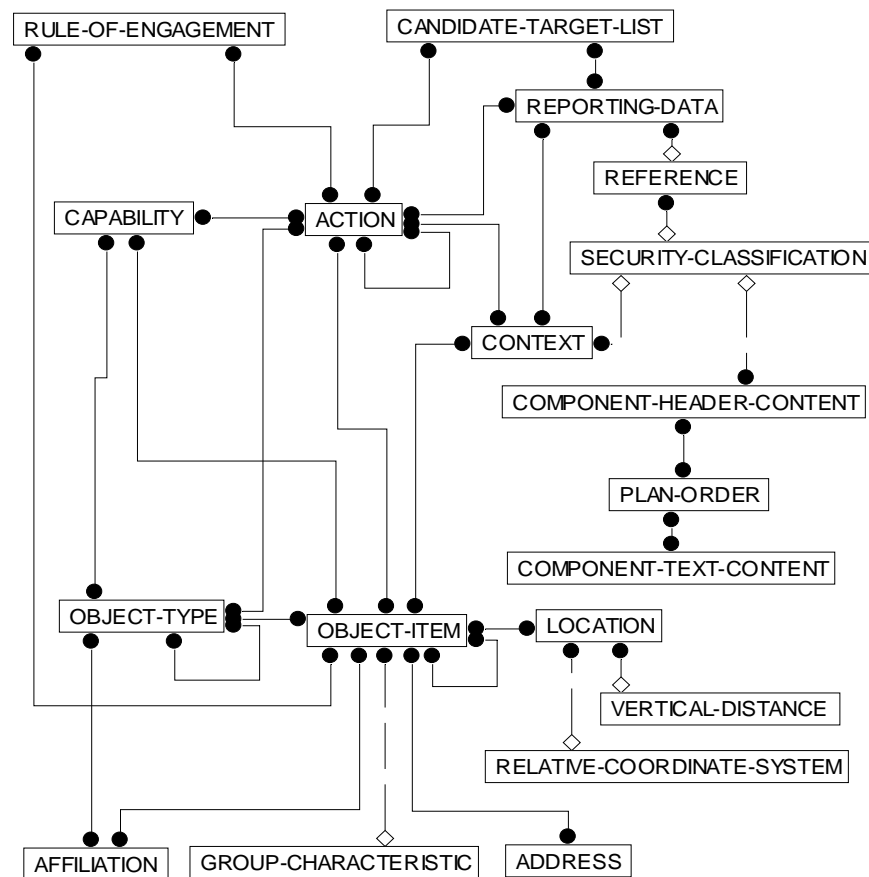 RULE-OF-ENGAGEMENT
CANDIDATE-TARGET-LIST
REPORTING-DATA
REFERENCE
CAPABILITY
ACTION
SECURITY-CLASSIFICATION
CONTEXT
COMPONENT-HEADER-CONTENT
PLAN-ORDER
COMPONENT-TEXT-CONTENT
OBJECT-TYPE
OBJECT-ITEM
LOCATION
VERTICAL-DISTANCE
RELATIVE-COORDINATE-SYSTEM
AFFILIATION
GROUP-CHARACTERISTIC
ADDRESS